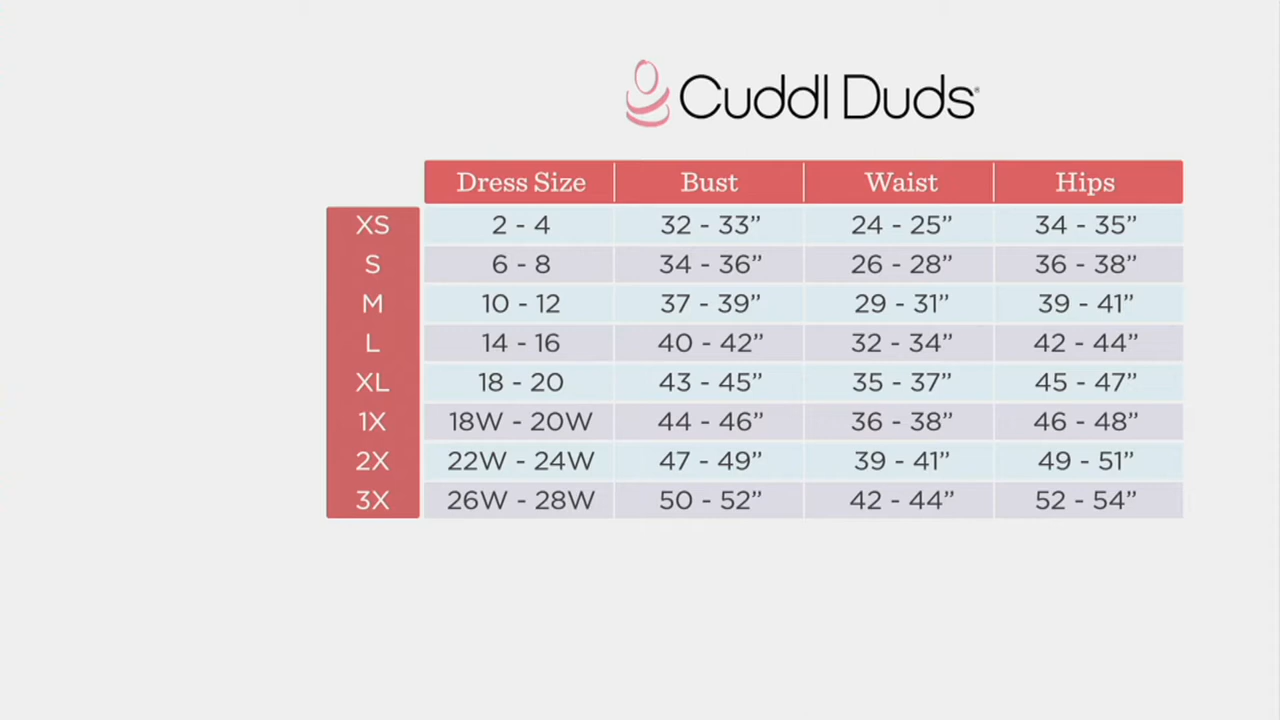 Cuddl Duds®
Dress Size Bust Waist Hips
XS 2 - 4 32 - 33” 24 - 25” 34 - 35”
S 6 - 8 34 - 36” 26 - 28” 36 - 38”
M 10 - 12 37 - 39” 29 - 31” 39 - 41”
L 14 - 16 40 - 42” 32 - 34” 42 - 44”
XL 18 - 20 43 - 45” 35 - 37” 45 - 47”
1X 18W - 20W 44 - 46” 36 - 38” 46 - 48”
2X 22W - 24W 47 - 49” 39 - 41” 49 - 51”
3X 26W - 28W 50 - 52” 42 - 44” 52 - 54”